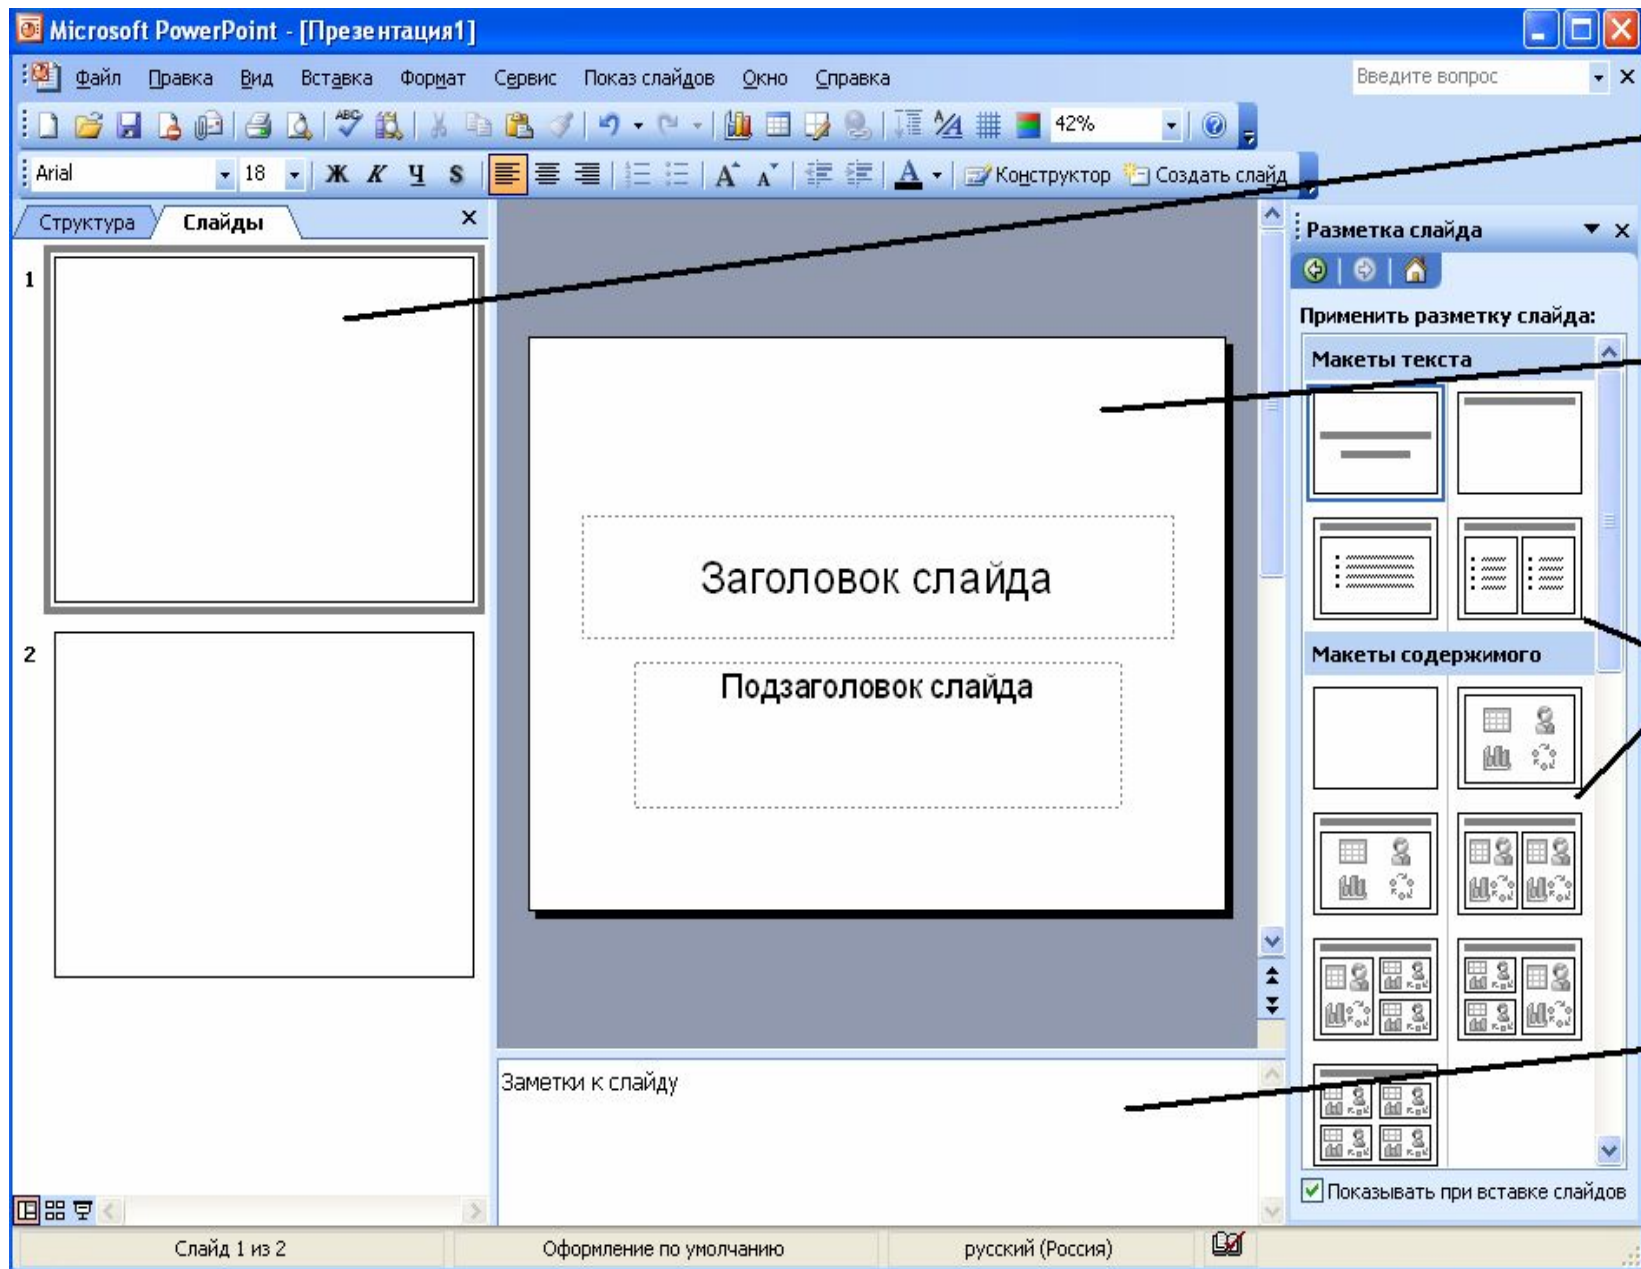 Microsoft PowerPoint - [Презентация1]
Файл Правка Вид Вставка Формат Сервис Показ слайдов Окно Справка Введите вопрос
ABC 42%
Arial 18 Ж К Ч S A A A Конструктор Создать слайд
Структура Слайды
Разметка слайда
1
Применить разметку слайда:
Макеты текста
Заголовок слайда
Подзаголовок слайда
2
Макеты содержимого
Заметки к слайду
Показывать при вставке слайдов
Слайд 1 из 2 Оформление по умолчанию русский (Россия)